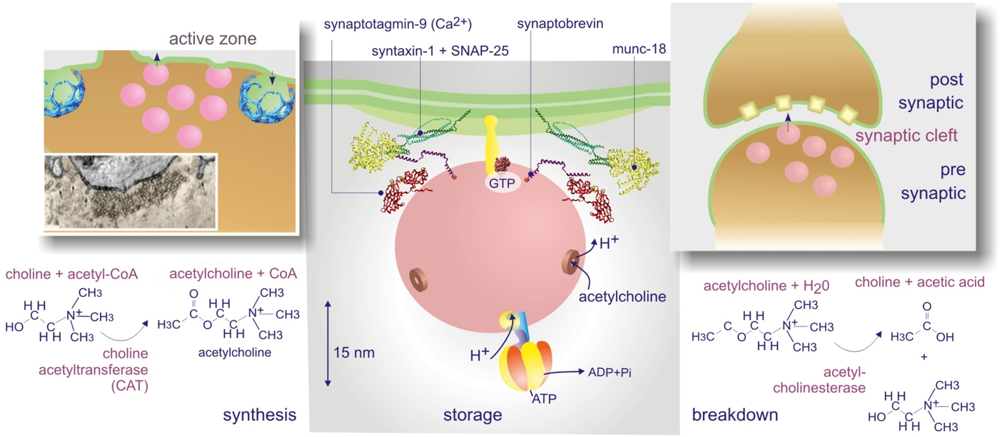 active zone
synaptotagmin-9 (Ca2+)
synaptobrevin
syntaxin-1 + SNAP-25
munc-18
GTP
H+
acetylcholine
15 nm
H+
ADP+Pi
ATP
storage
post
synaptic
synaptic cleft
pre
synaptic
ADP+Pi
ATP
choline + acetyl-CoA
acetylcholine + CoA
CH3
H H
C
N+
CH3
HO
C
H H
CH3
O
C
H H
C
CH3
N+
CH3
H3C
O
C
H H
CH3
choline
acetyltransferase
(CAT)
acetylcholine
synthesis
acetylcholine + H20
choline + acetic acid
CH3
H H
C
C
N+
CH3
H3C
O
C
H H
CH3
O
C
H3C
OH
+
acetyl-
cholinesterase
CH3
H H
C
N+
CH3
HO
C
H H
CH3
breakdown